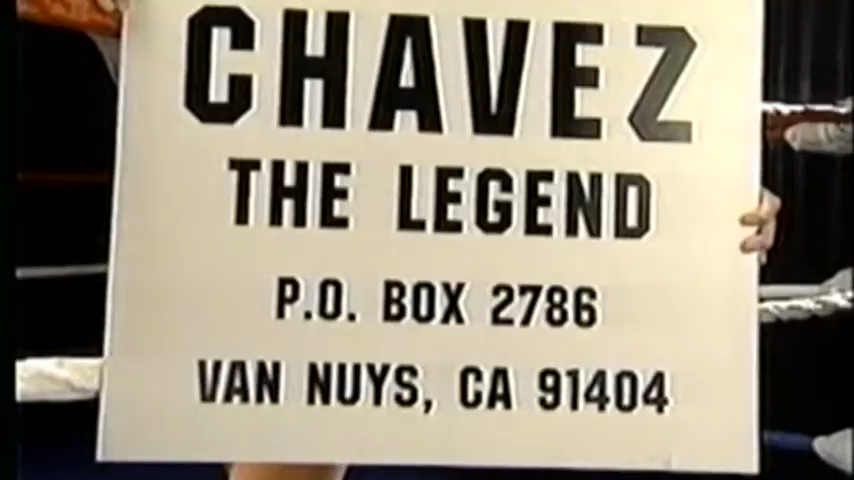 CHAVEZ
THE LEGEND
P.O. BOX 2786
VAN NUYS, CA 91404